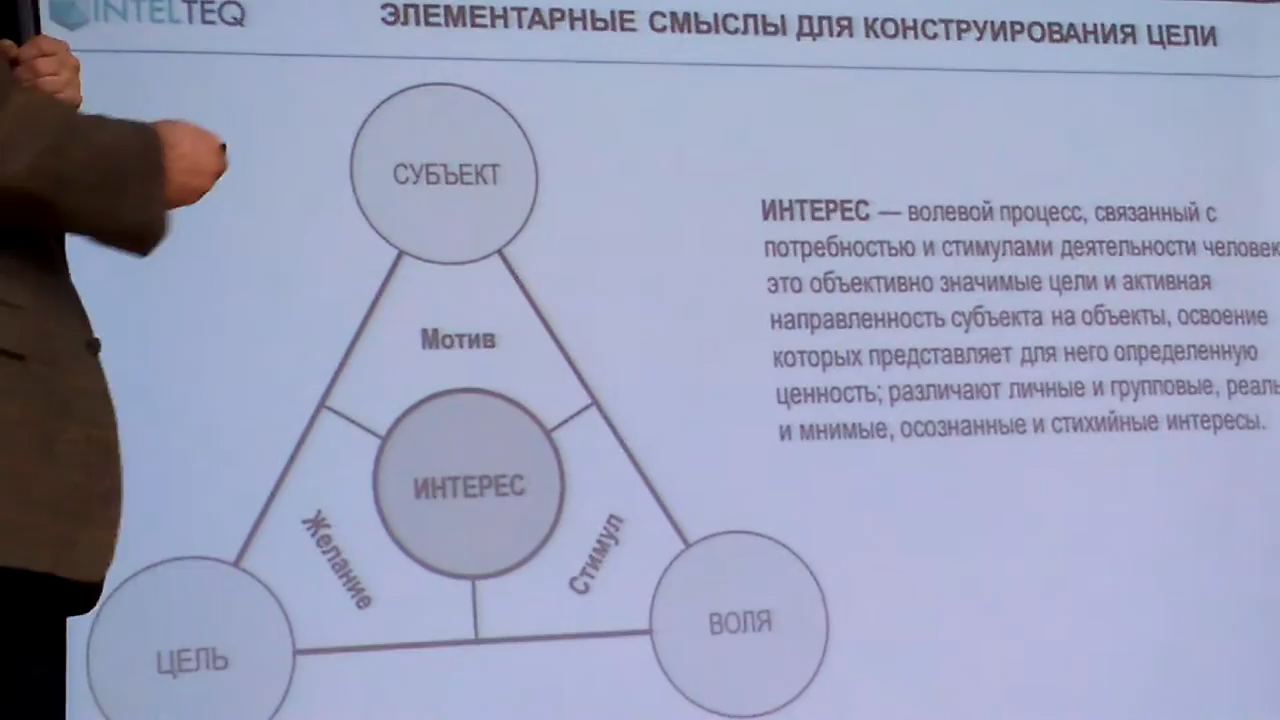 INTELTEQ
ЭЛЕМЕНТАРНЫЕ СМЫСЛЫ ДЛЯ КОНСТРУИРОВАНИЯ ЦЕЛИ
СУБЪЕКТ
Мотив
ИНТЕРЕС
Желание
Стимул
ЦЕЛЬ
ВОЛЯ
ИНТЕРЕС — волевой процесс, связанный с
потребностью и стимулами деятельности человек
это объективно значимые цели и активная
направленность субъекта на объекты, освоение
которых представляет для него определенную
ценность; различают личные и групповые, реаль
и мнимые, осознанные и стихийные интересы.